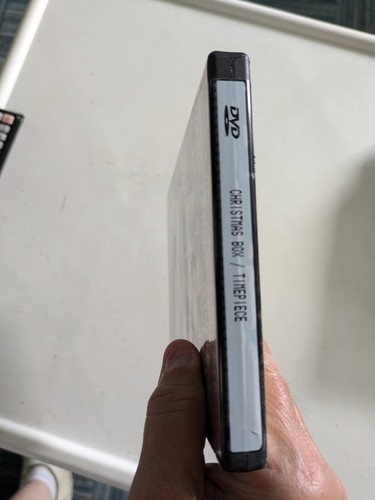 DVD
CHRISTMAS BOX / TIMEPIECE